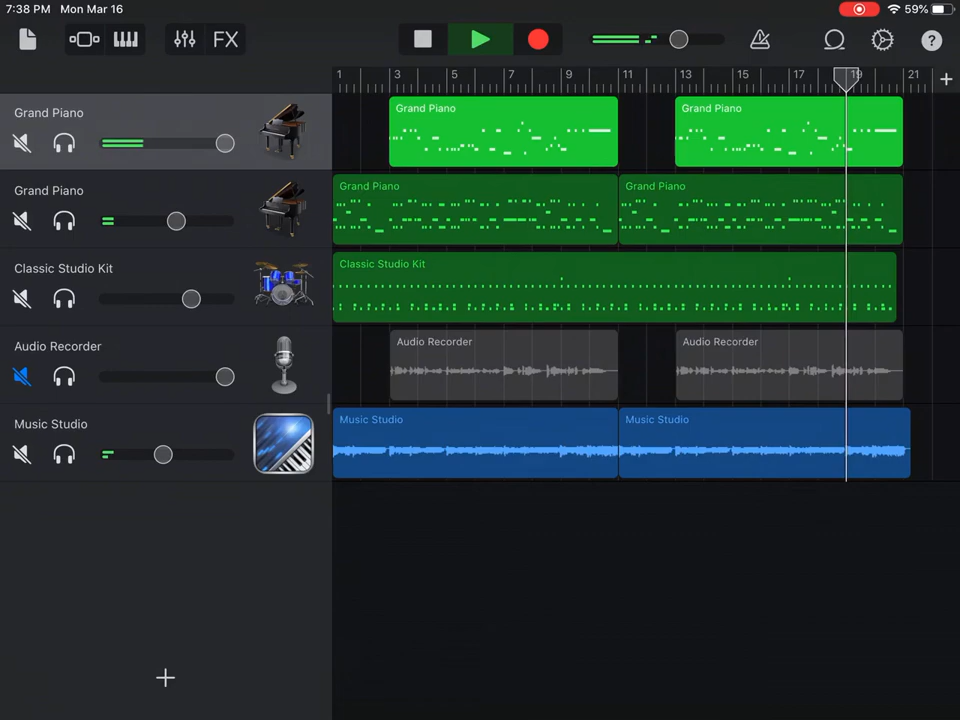 7:38 PM Mon Mar 16 59%
FX ?
1 3 5 7 9 11 13 15 17 19 21 +
Grand Piano
Grand Piano
Grand Piano
Grand Piano
Grand Piano
Grand Piano
Classic Studio Kit
Classic Studio Kit
Audio Recorder
Audio Recorder
Audio Recorder
Music Studio
Music Studio
Music Studio